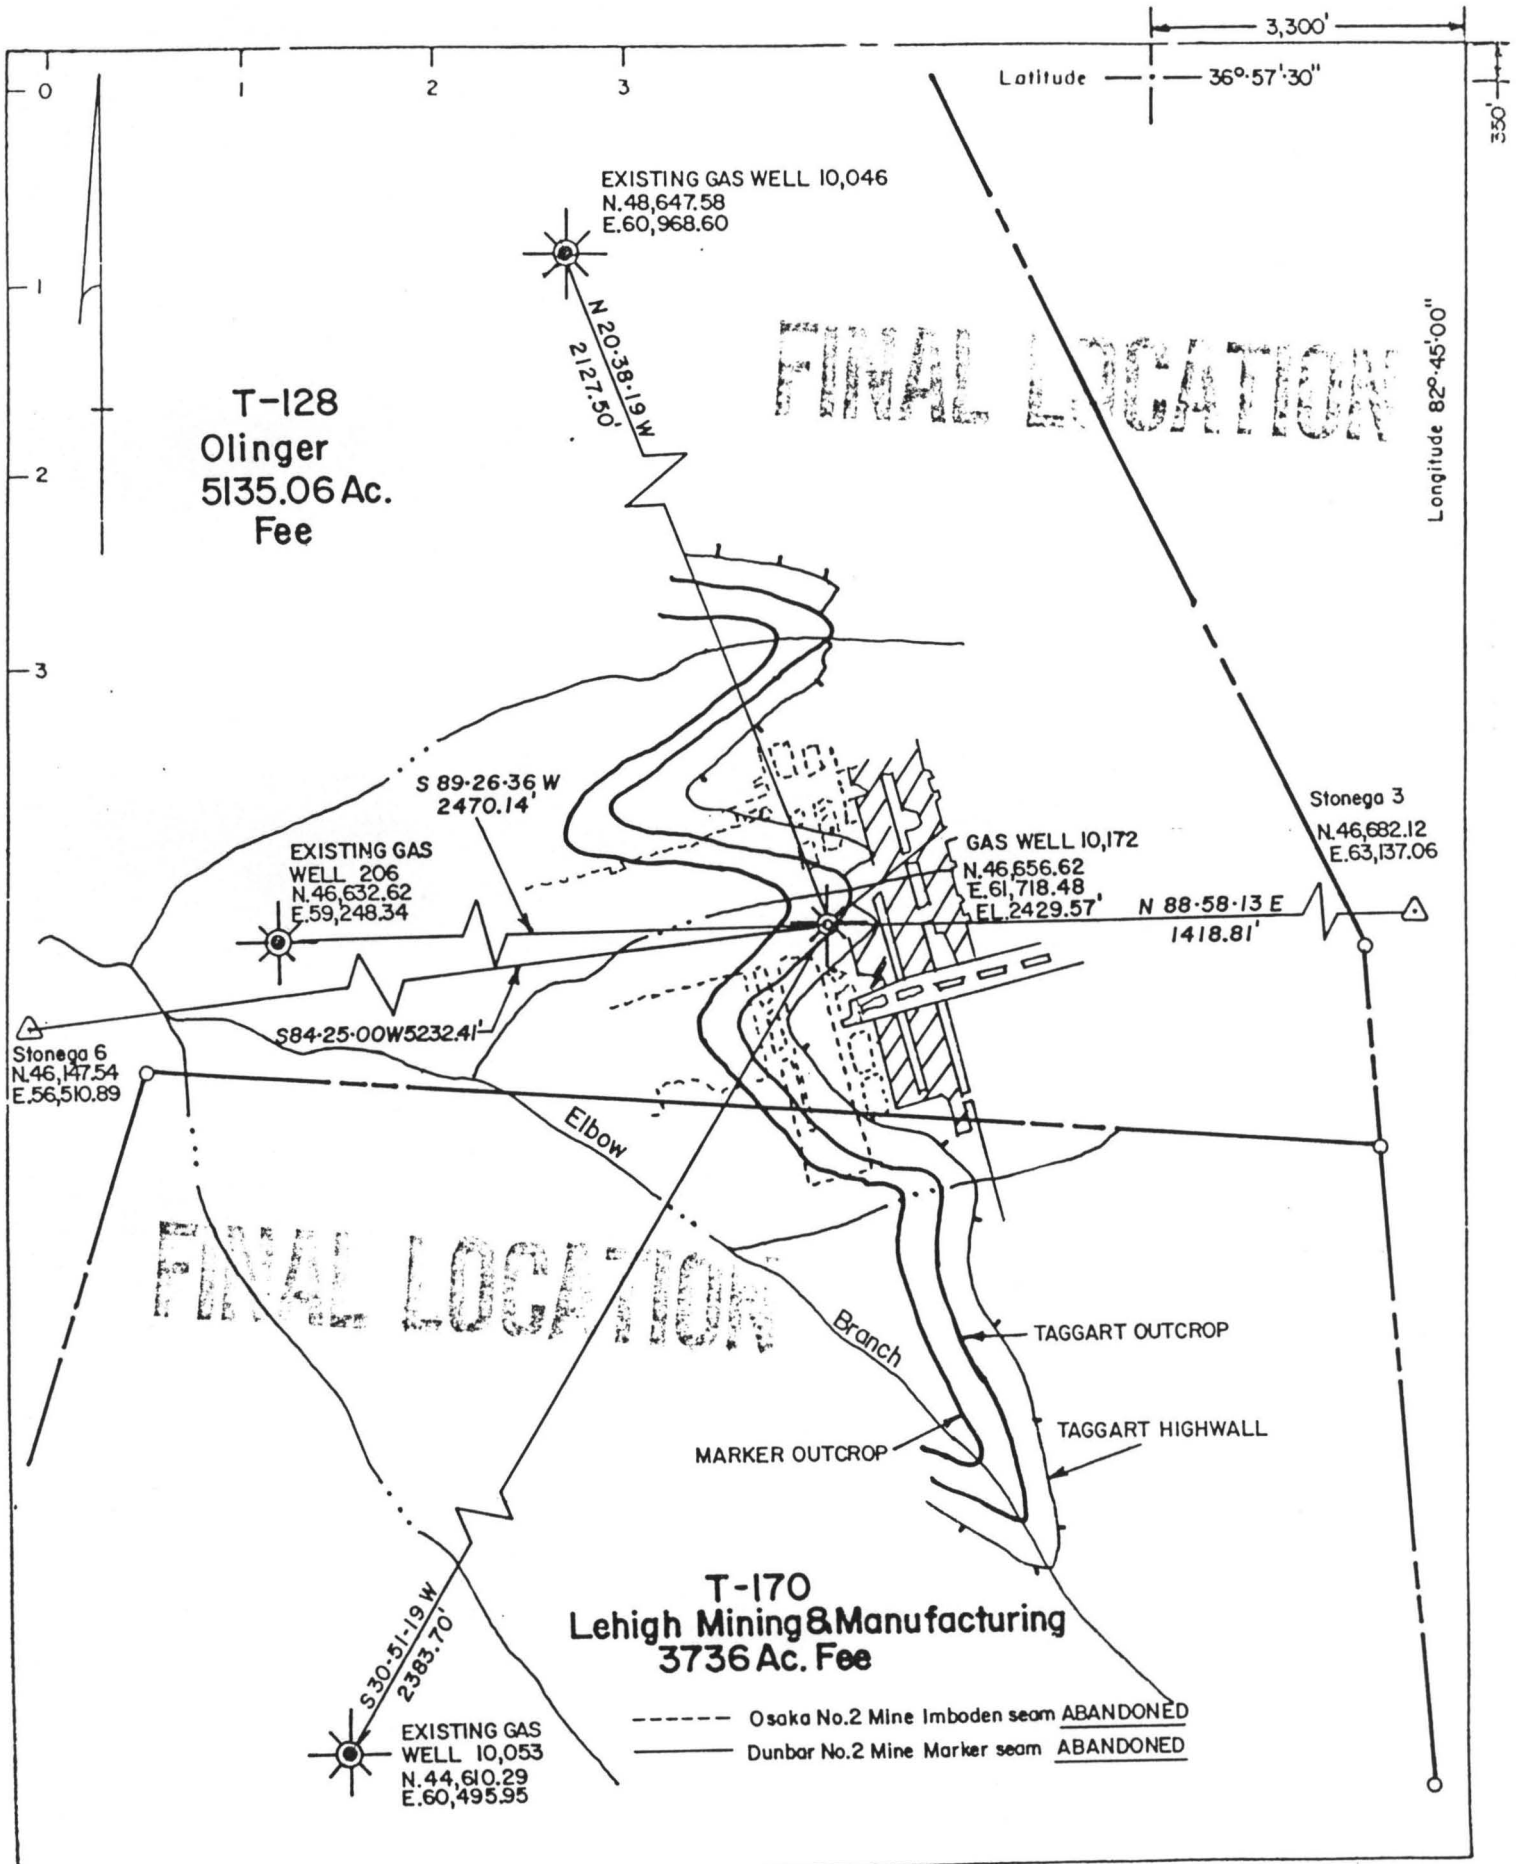 3,300'
0
1
2
3
Latitude
36º·57'·30"
350'
EXISTING GAS WELL 10,046
N.48,647.58
E.60,968.60
1
N 20·38·19 W
2127.50'
FINAL LOCATION
Longitude 82º·45'·00"
T-128
Olinger
5135.06 Ac.
Fee
2
3
S 89·26·36 W
2470.14'
Stonega 3
N.46,682.12
E.63,137.06
EXISTING GAS
WELL 206
N.46,632.62
E.59,248.34
GAS WELL 10,172
N.46,656.62
E.61,718.48
EL.2429.57'
N 88·58·13 E
1418.81'
S84·25·00W5232.41'
Stonega 6
N.46,147.54
E.56,510.89
Elbow
FINAL LOCATION
Branch
TAGGART OUTCROP
TAGGART HIGHWALL
MARKER OUTCROP
T-170
Lehigh Mining&Manufacturing
3736 Ac. Fee
S30·51·19 W
2383.70'
Osaka No.2 Mine Imboden seam ABANDONED
Dunbar No.2 Mine Marker seam ABANDONED
EXISTING GAS
WELL 10,053
N.44,610.29
E.60,495.95